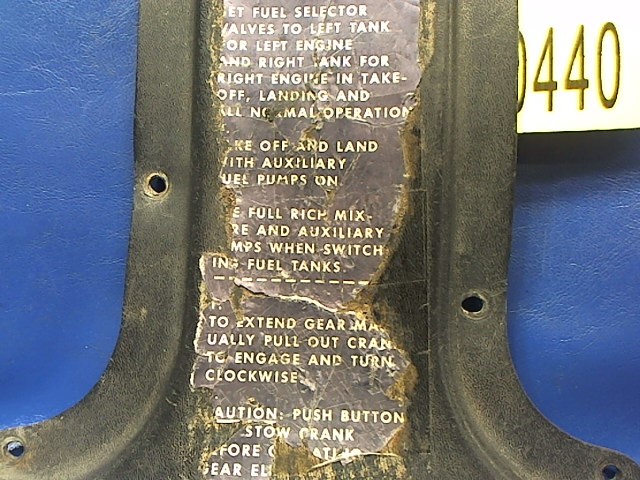 ET FUEL SELECTOR
VALVES TO LEFT TANK
OR LEFT ENGINE
AND RIGHT TANK FOR
RIGHT ENGINE IN TAKE-
OFF, LANDING AND
ALL NORMAL OPERATION
KE OFF AND LAND
WITH AUXILIARY
UEL PUMPS ON.
E FULL RICH MIX-
RE AND AUXILIARY
MPS WHEN SWITCH
ING FUEL TANKS.
TO EXTEND GEAR MA
UALLY PULL OUT CRAN
TO ENGAGE AND TURN
CLOCKWISE
AUTION: PUSH BUTTON
STOW CRANK
EFORE
GEAR EL
0440